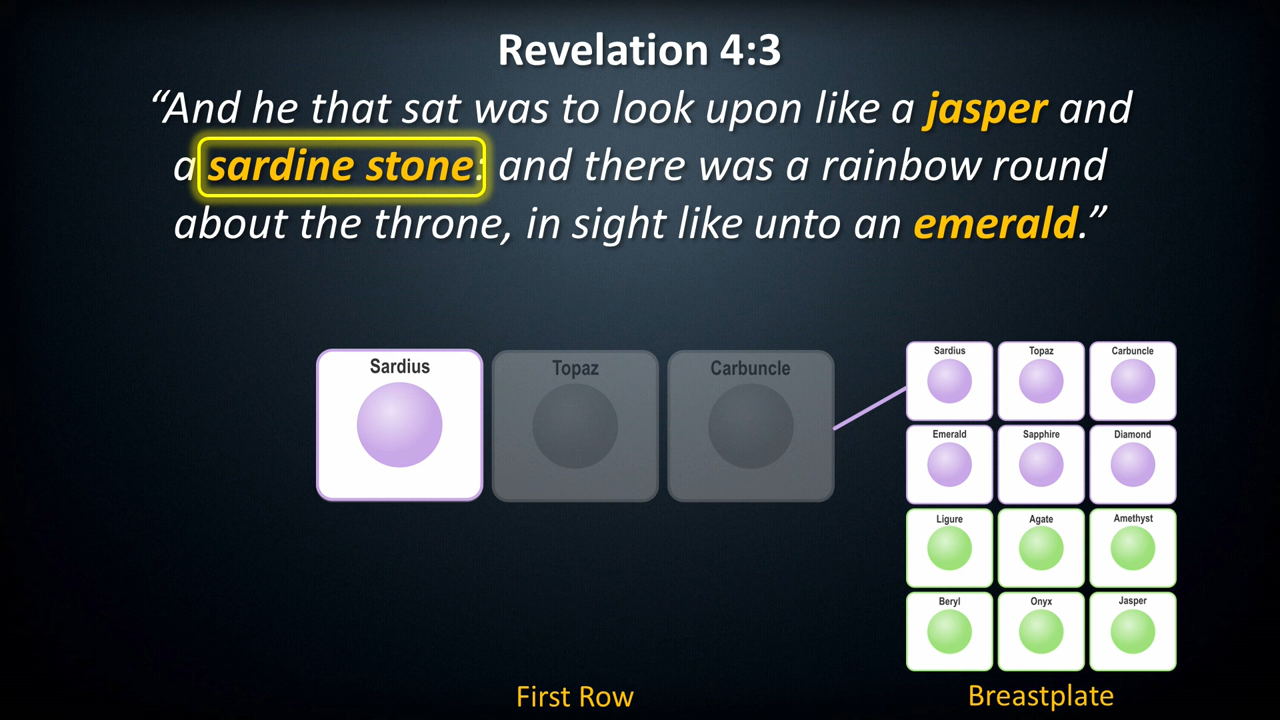 Revelation 4:3
“And he that sat was to look upon like a jasper and
a sardine stone: and there was a rainbow round
about the throne, in sight like unto an emerald.”
Sardius Topaz Carbuncle
Sardius Topaz Carbuncle
Emerald Sapphire Diamond
Ligure Agate Amethyst
Beryl Onyx Jasper
First Row
Breastplate